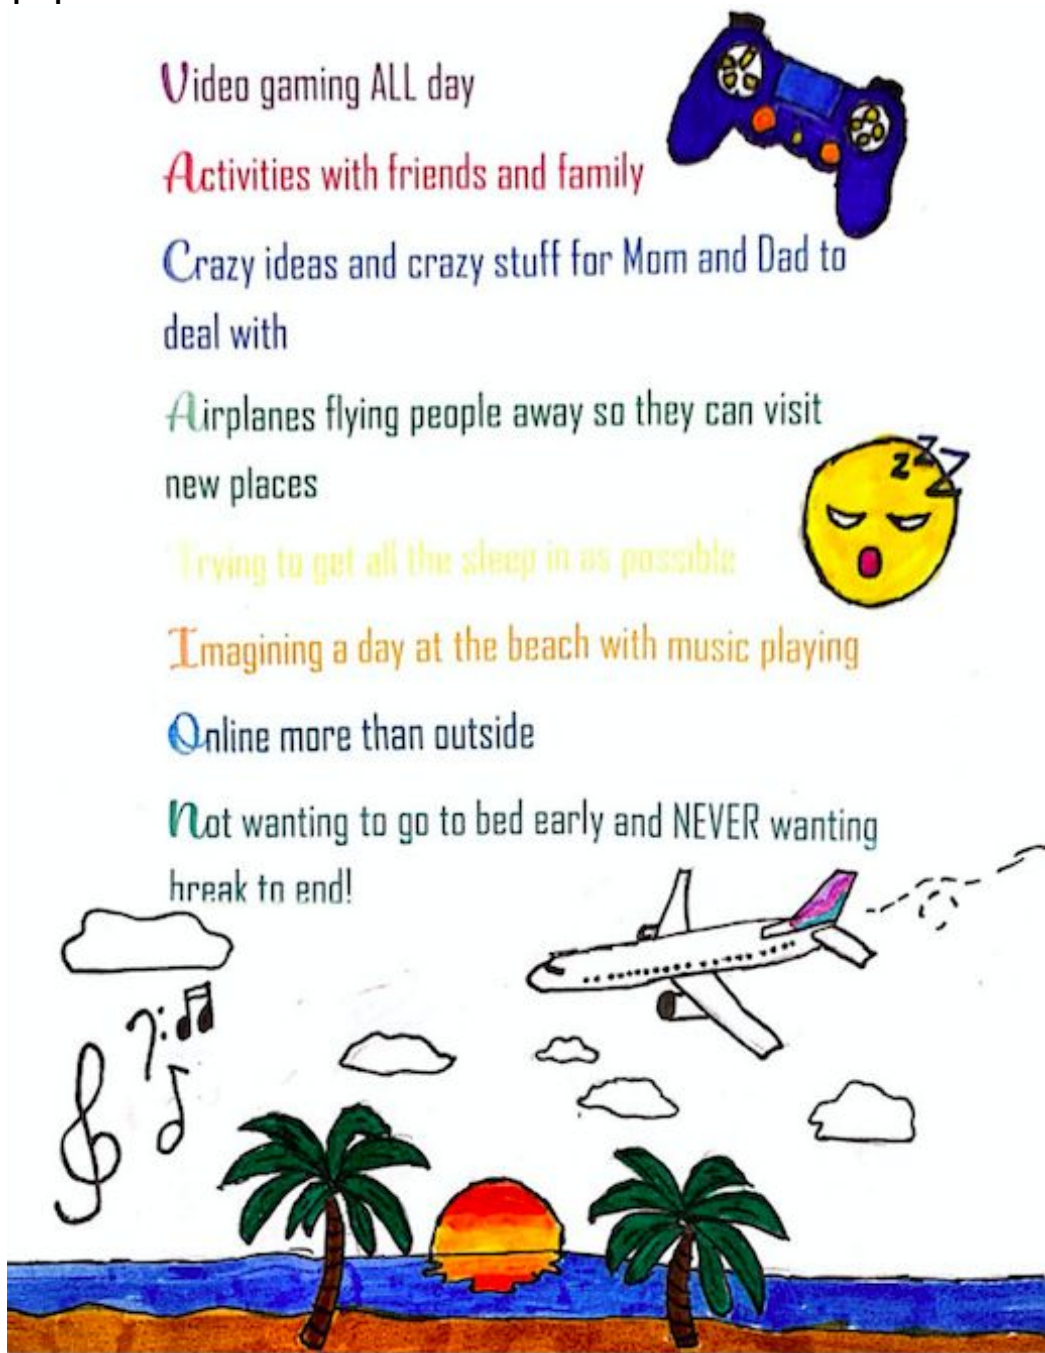 Video gaming ALL day
Activities with friends and family
Crazy ideas and crazy stuff for Mom and Dad to
deal with
Airplanes flying people away so they can visit
new places
Trying to get all the sleep in as possible
zzZ
Imagining a day at the beach with music playing
Online more than outside
Not wanting to go to bed early and NEVER wanting
break to end!